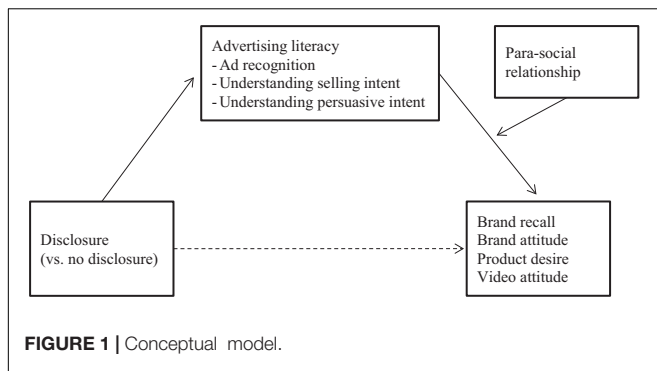 Advertising literacy
- Ad recognition
- Understanding selling intent
- Understanding persuasive intent
Para-social
relationship
Disclosure
(vs. no disclosure)
Brand recall
Brand attitude
Product desire
Video attitude
FIGURE 1 | Conceptual model.